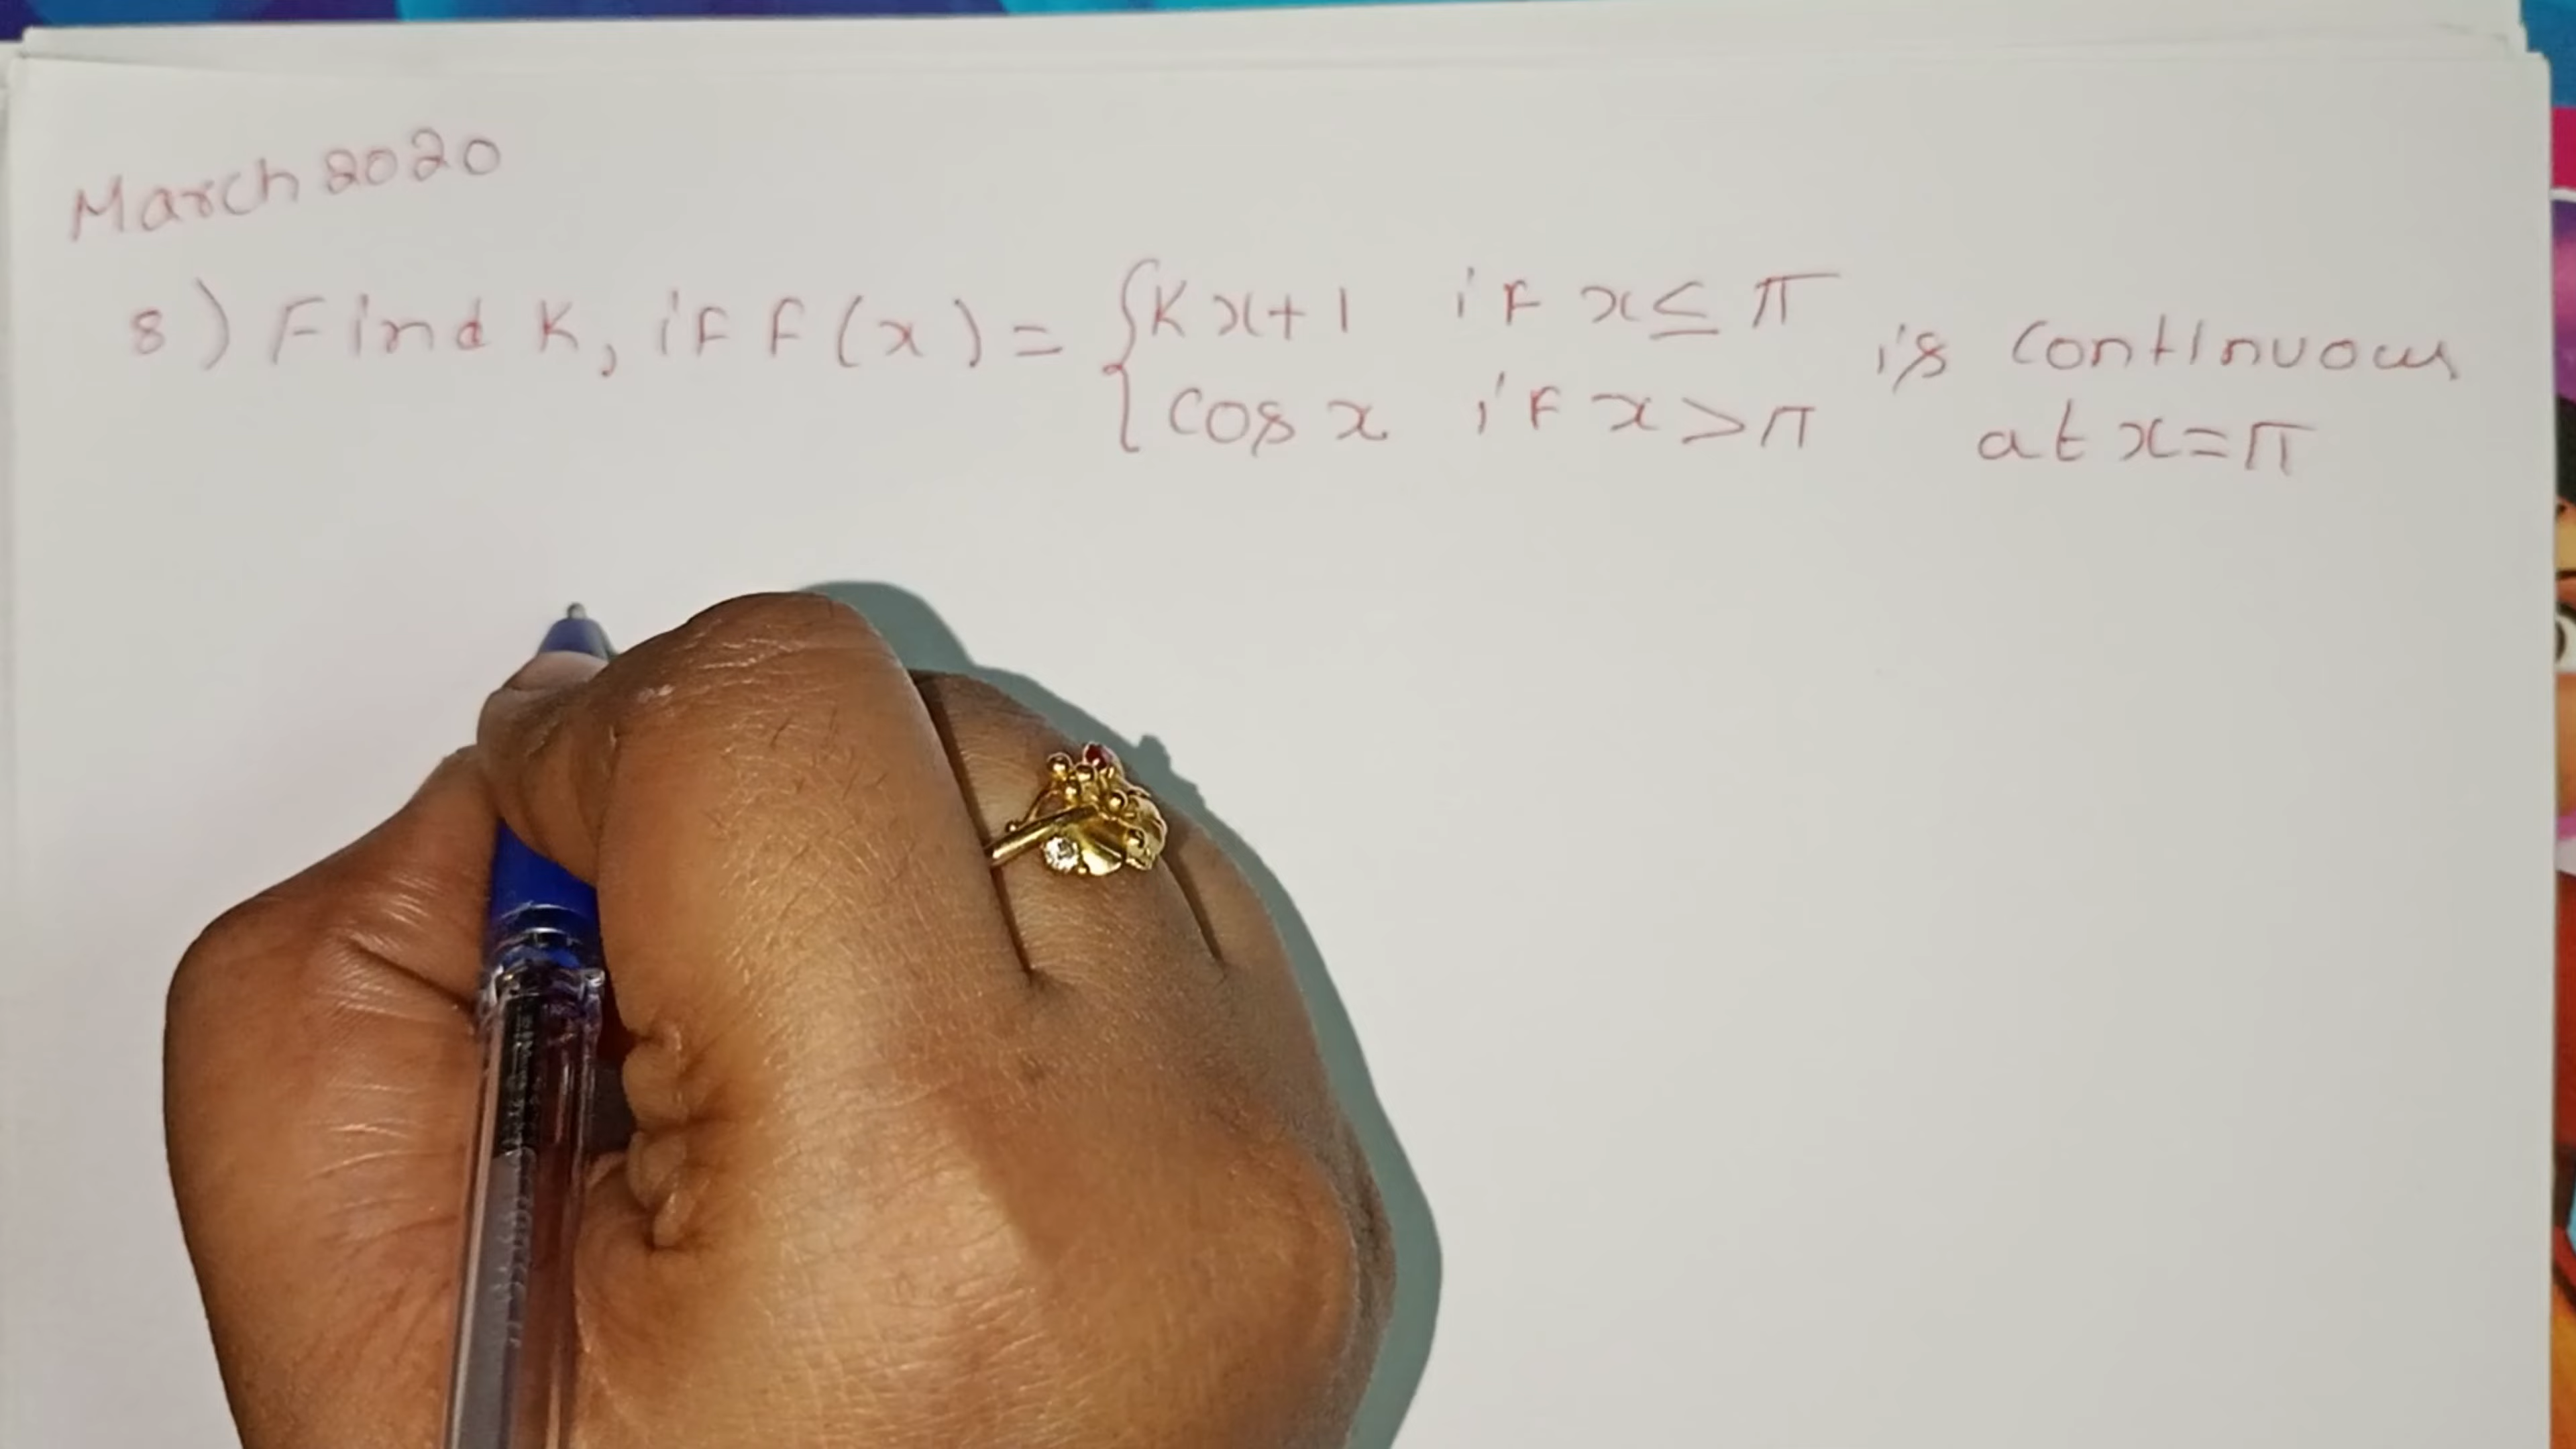 March 2020
8) Find K, if f(x) = { Kx+1 if x ≤ π is continuous
cos x if x > π at x = π